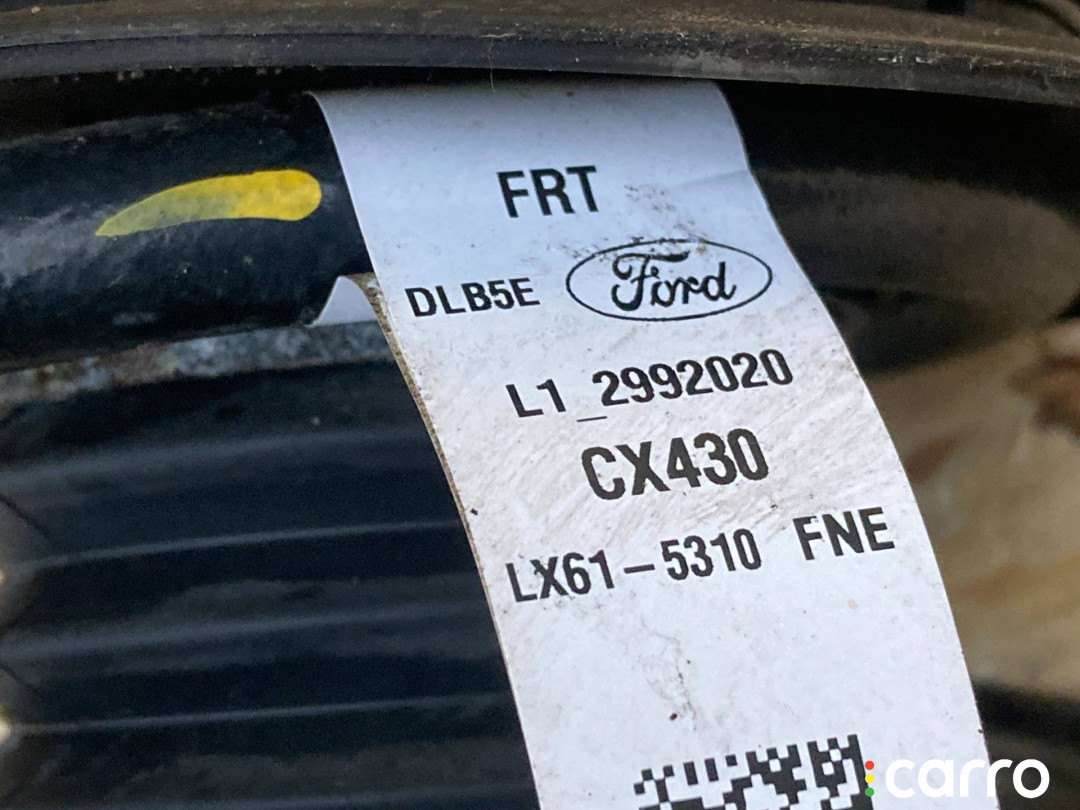 FRT
DLB5E Ford
L1_2992020
CX430
LX61-5310 FNE
carro